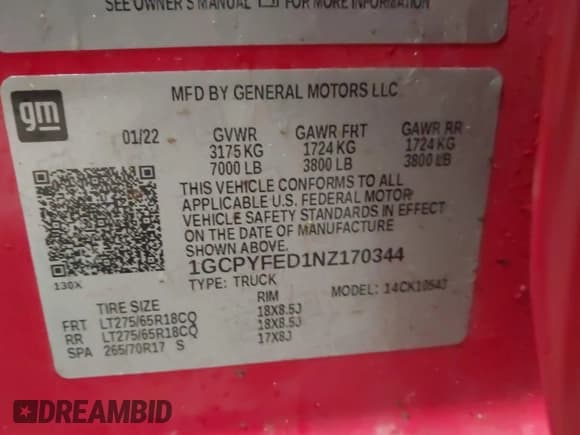 SEE OWNER'S MANUAL FOR MORE INFORMATION
gm
MFD BY GENERAL MOTORS LLC
01/22 GVWR GAWR FRT GAWR RR
3175 KG 1724 KG 1724 KG
7000 LB 3800 LB 3800 LB
THIS VEHICLE CONFORMS TO ALL
APPLICABLE U.S. FEDERAL MOTOR
VEHICLE SAFETY STANDARDS IN EFFECT
ON THE DATE OF MANUFACTURE
SHOWN ABOVE.
1GCPYFED1NZ170344
TYPE: TRUCK MODEL: 14CK10543
130X
TIRE SIZE RIM
FRT LT275/65R18CQ 18X8.5J
RR LT275/65R18CQ 18X8.5J
SPA 265/70R17 S 17X8J
DREAMBID